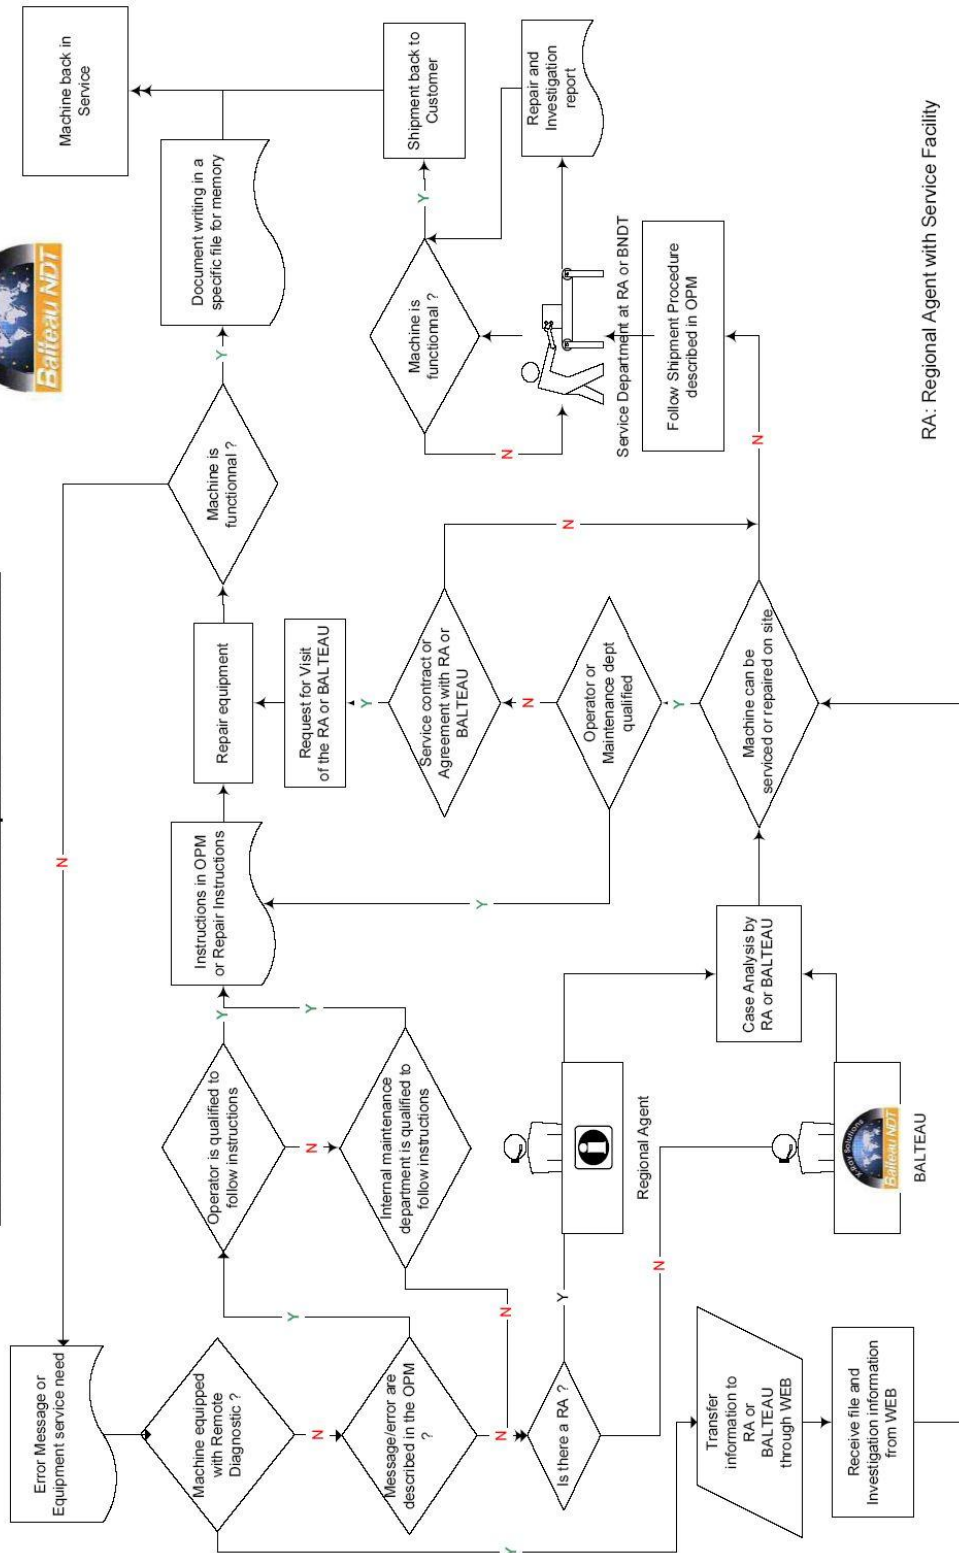 Balteau NDT
Error Message or
Equipment service need
Machine equipped
with Remote
Diagnostic ?
N
Message/error are
described in the OPM
?
N
Is there a RA ?
Y
Y
Transfer
information to
RA or
BALTEAU
through WEB
Receive file and
Investigation information
from WEB
N
Y
Operator is qualified to
follow instructions
N
Internal maintenance
department is qualified to
follow instructions
N
Y
Y
Regional Agent
N
X-Ray Solutions
Balteau NDT
BALTEAU
Instructions in OPM
or Repair Instructions
Y
Case Analysis by
RA or BALTEAU
Repair equipment
Request for Visit
of the RA or BALTEAU
Y
Service contract or
Agreement with RA or
BALTEAU
N
Operator or
Maintenance dept
qualified
Y
Machine can be
serviced or repaired on site
Machine is
functionnal ?
N
N
Y
Document writing in a
specific file for memory
Machine is
functionnal ?
N
Y
Service Department at RA or BNDT
Follow Shipment Procedure
described in OPM
Machine back in
Service
Shipment back to
Customer
Repair and
Investigation
report
RA: Regional Agent with Service Facility